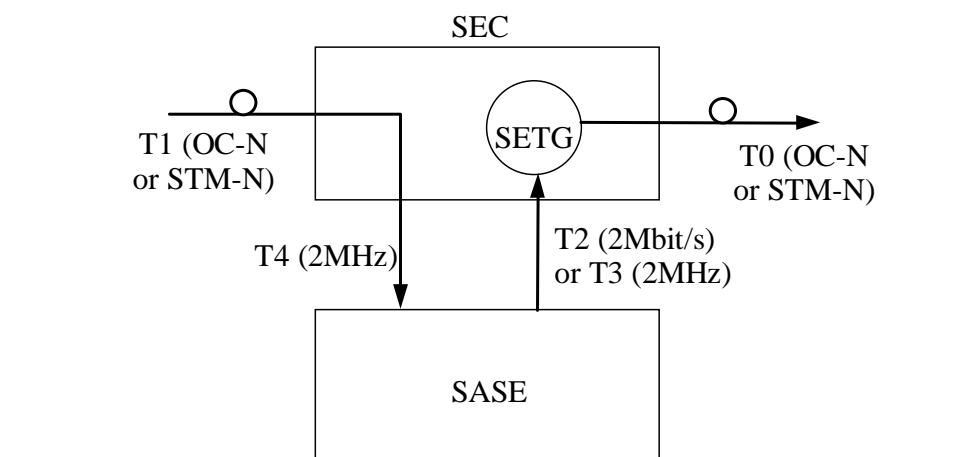 SEC
T1 (OC-N
or STM-N)
SETG
T0 (OC-N
or STM-N)
T4 (2MHz)
T2 (2Mbit/s)
or T3 (2MHz)
SASE